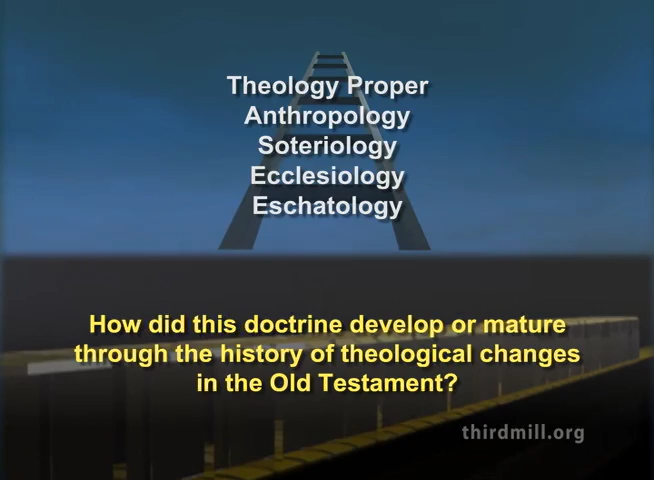 Theology Proper
Anthropology
Soteriology
Ecclesiology
Eschatology
How did this doctrine develop or mature
through the history of theological changes
in the Old Testament?
thirdmill.org